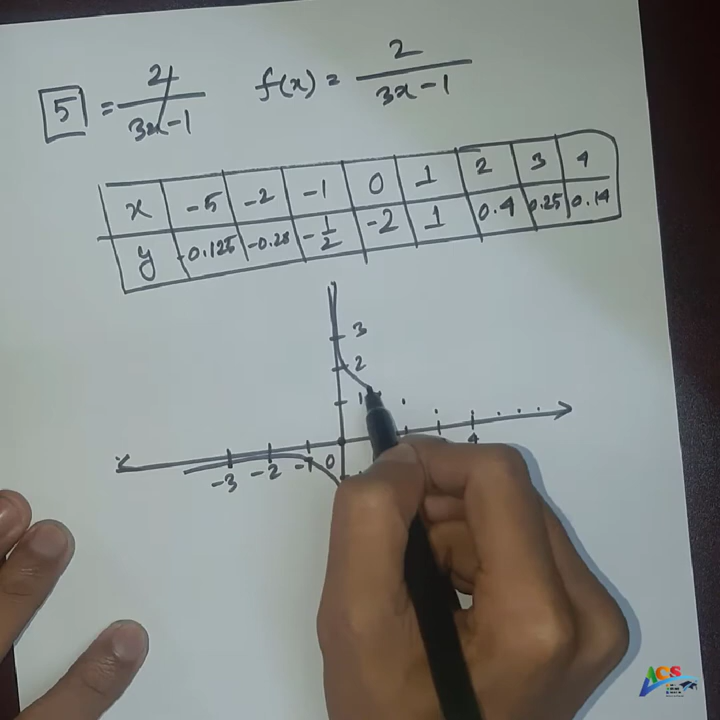 5 = 2/(3x-1) f(x) = 2/(3x-1)
x -5 -2 -1 0 1 2 3 4
y -0.125 -0.28 -1/2 -2 1 0.4 0.25 0.14
3
2
1
-3 -2 -1 0 4
AQS